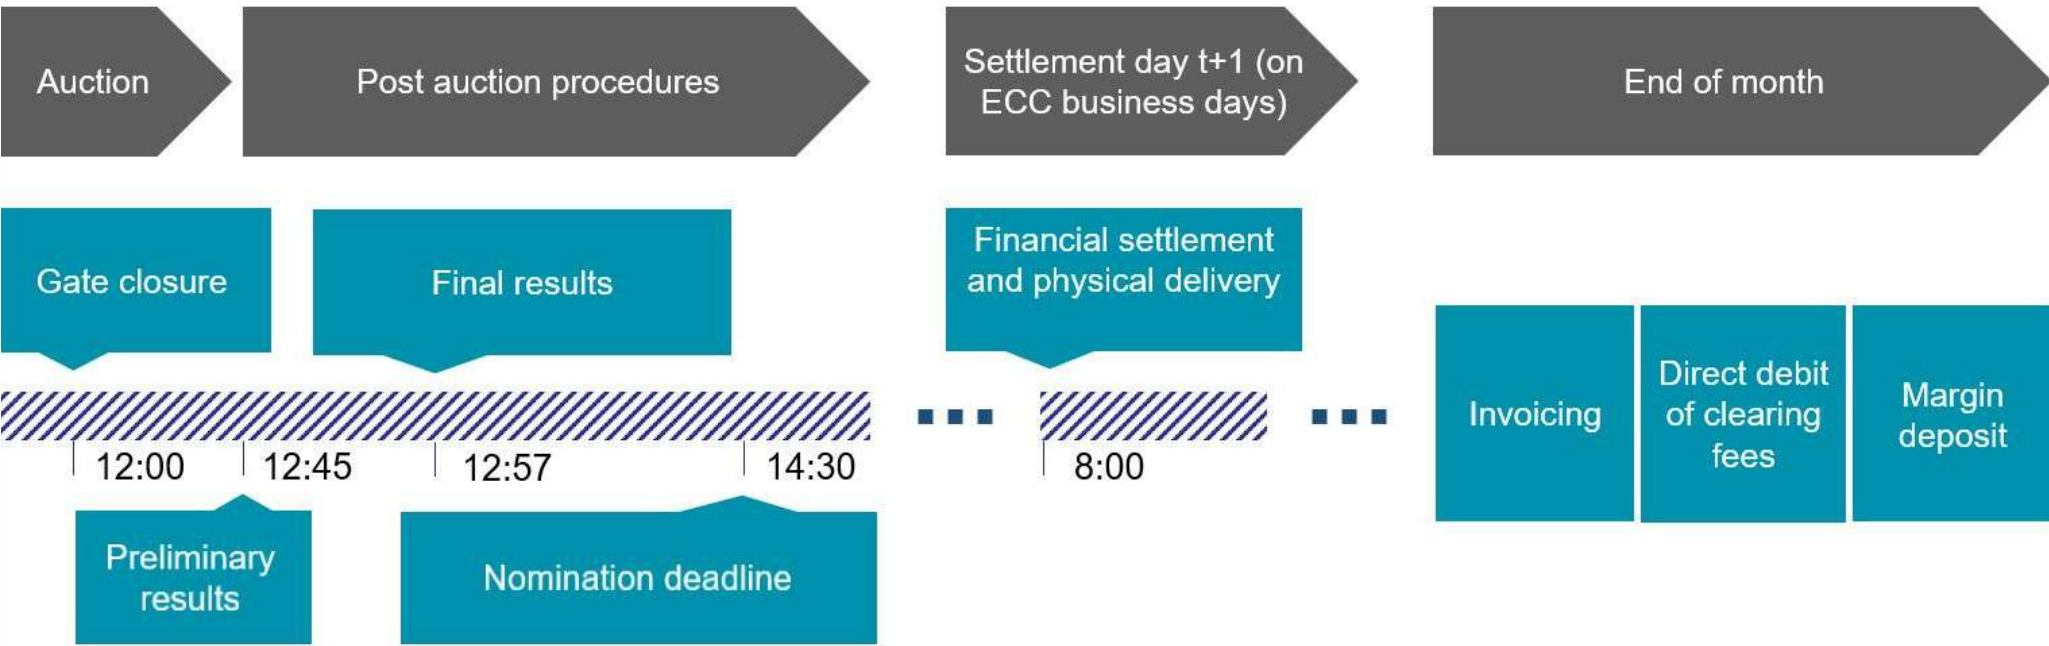 Auction
Post auction procedures
Settlement day t+1 (on
ECC business days)
End of month
Gate closure
Final results
Financial settlement
and physical delivery
12:00
12:45
12:57
14:30
8:00
Preliminary
results
Nomination deadline
Invoicing
Direct debit
of clearing
fees
Margin
deposit